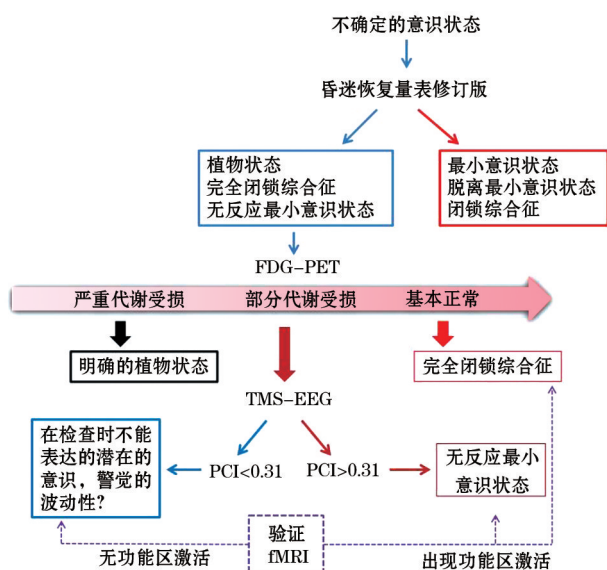 不确定的意识状态
昏迷恢复量表修订版
植物状态
完全闭锁综合征
无反应最小意识状态
最小意识状态
脱离最小意识状态
闭锁综合征
FDG-PET
严重代谢受损
部分代谢受损
基本正常
明确的植物状态
完全闭锁综合征
TMS-EEG
在检查时不能
表达的潜在的
意识，警觉的
波动性?
PCI<0.31
PCI>0.31
无反应最小
意识状态
验证
fMRI
无功能区激活
出现功能区激活